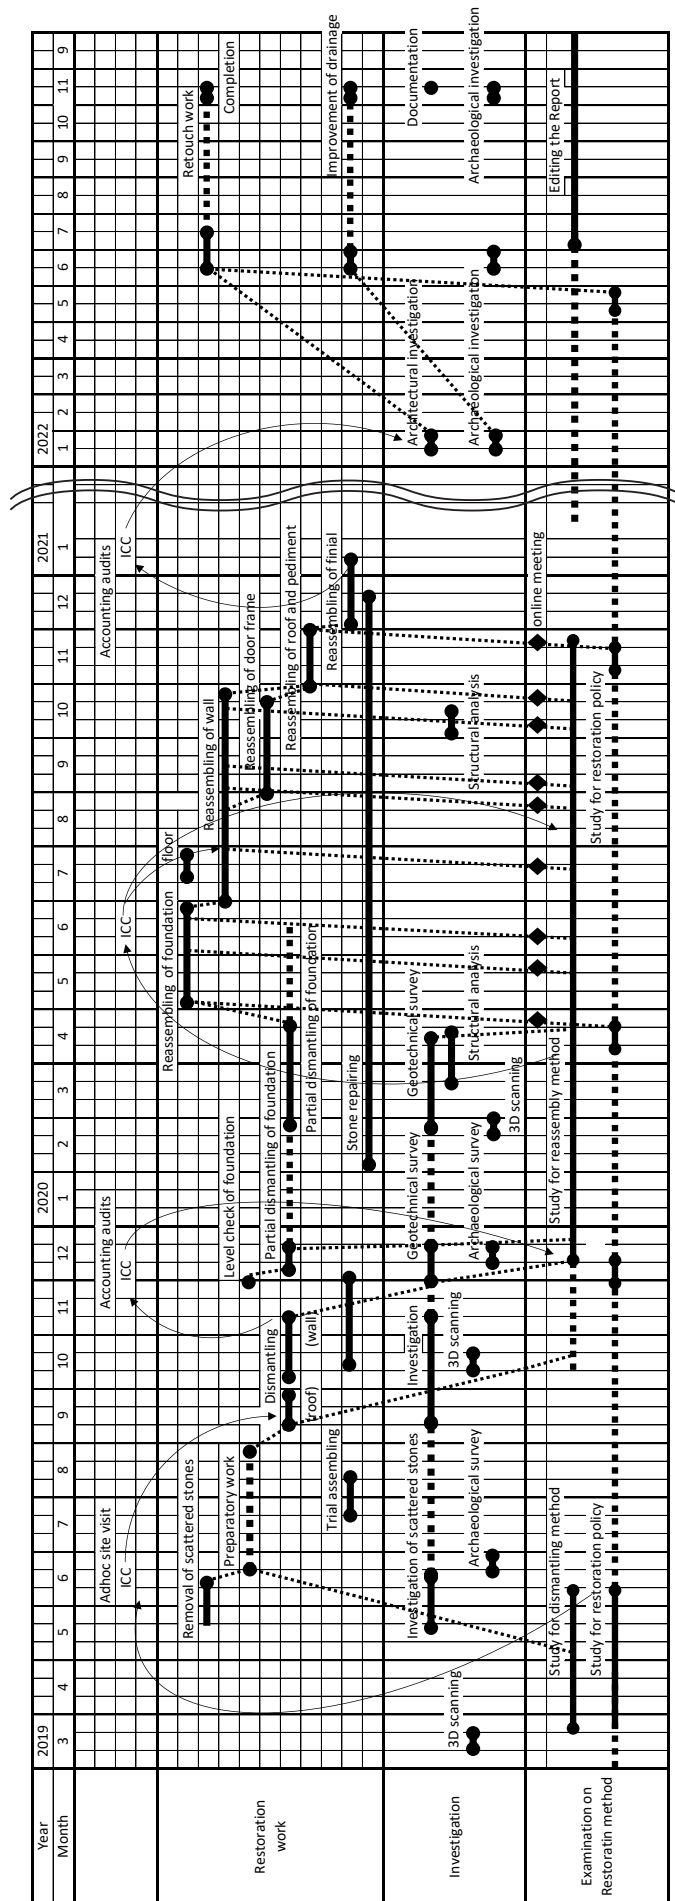 Year
2019
2020
2021
2022
Month
3
4
5
6
7
8
9
10
11
12
1
2
3
4
5
6
7
8
9
10
11
12
1
1
2
3
4
5
6
7
8
9
10
11
9
Adhoc site visit
ICC
Accounting audits
ICC
ICC
Accounting audits
ICC
Restoration
work
Removal of scattered stones
Preparatory work
Trial assembling
Dismantling
(roof)
(wall)
Level check of foundation
Partial dismantling of foundation
Partial dismantling of foundation
Stone repairing
Reassembling of foundation
floor
Reassembling of wall
Reassembling of door frame
Reassembling of roof and pediment
Reassembling of finial
Retouch work
Completion
Improvement of drainage
Investigation
3D scanning
Investigation of scattered stones
Archaeological survey
Investigation
3D scanning
Geotechnical survey
Archaeological survey
3D scanning
Geotechnical survey
Structural analysis
Structural analysis
Architectural investigation
Archaeological investigation
Documentation
Archaeological investigation
Examination on
Restoratin method
Study for dismantling method
Study for restoration policy
Study for reassembly method
online meeting
Study for restoration policy
Editing the Report